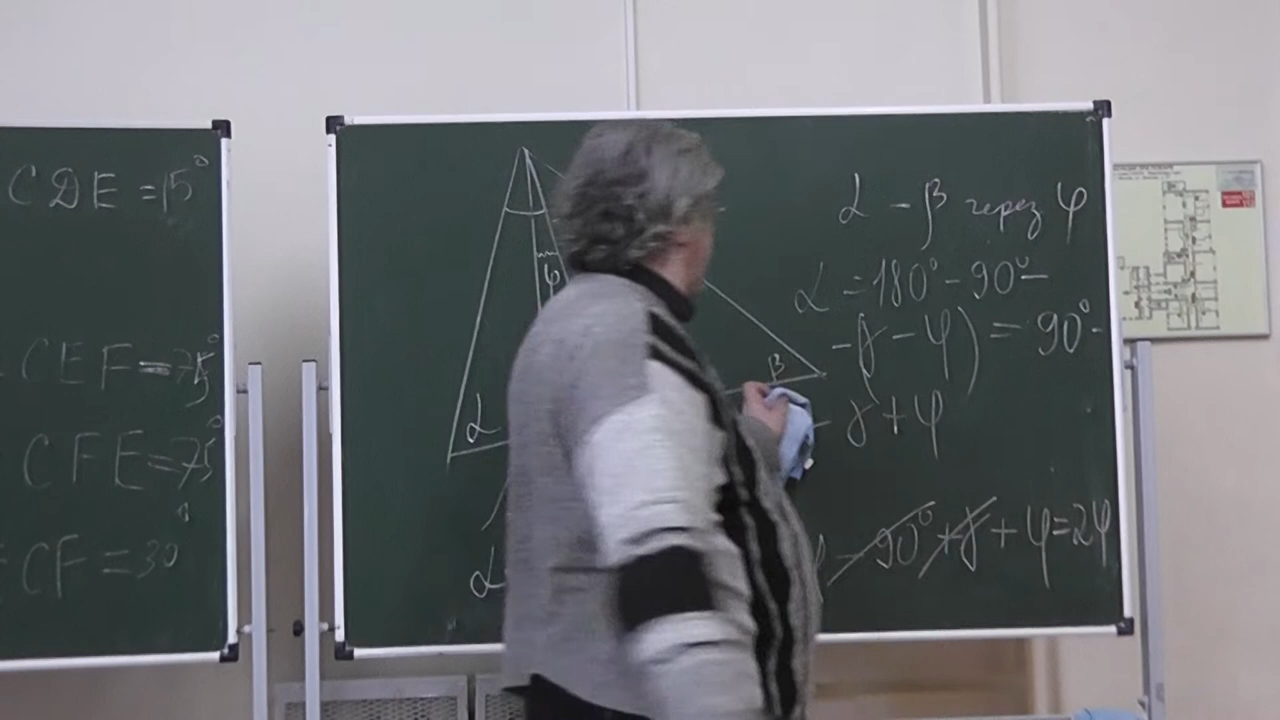 CDE = 15°
CEF = 75°
CFE = 75°
CF = 30
φ
α
β
α
α - β через φ
α = 180° - 90° -
-(γ - φ) = 90° -
- γ + φ
- 90° + γ + φ = 2φ